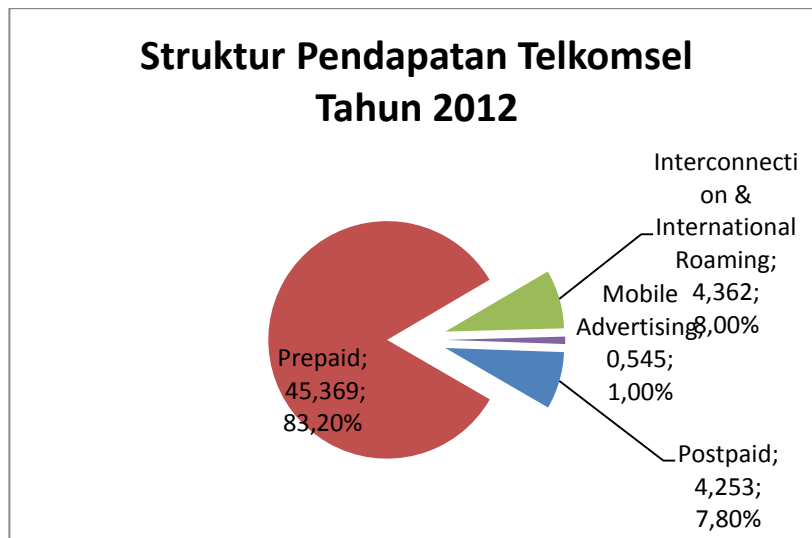 Struktur Pendapatan Telkomsel
Tahun 2012
Interconnecti
on &
International
Roaming;
4,362;
8,00%
Mobile
Advertising;
0,545;
1,00%
Prepaid;
45,369;
83,20%
Postpaid;
4,253;
7,80%